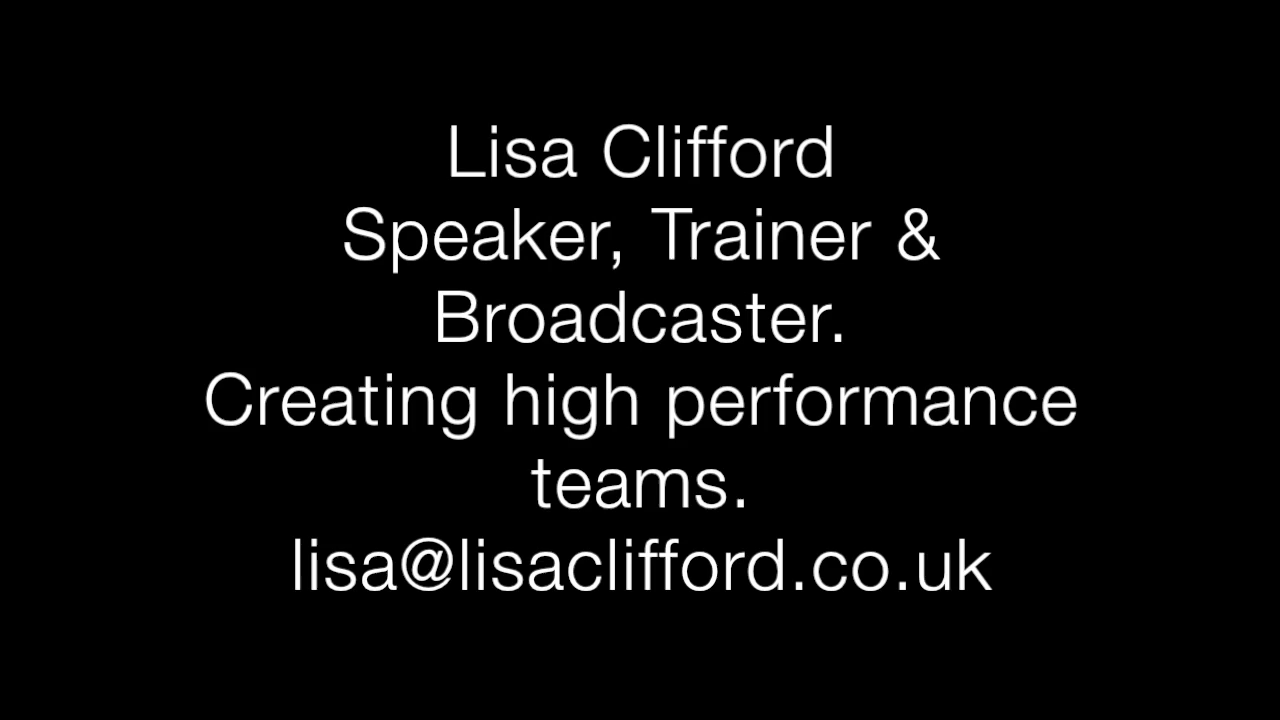 Lisa Clifford
Speaker, Trainer &
Broadcaster.
Creating high performance
teams.
lisa@lisaclifford.co.uk